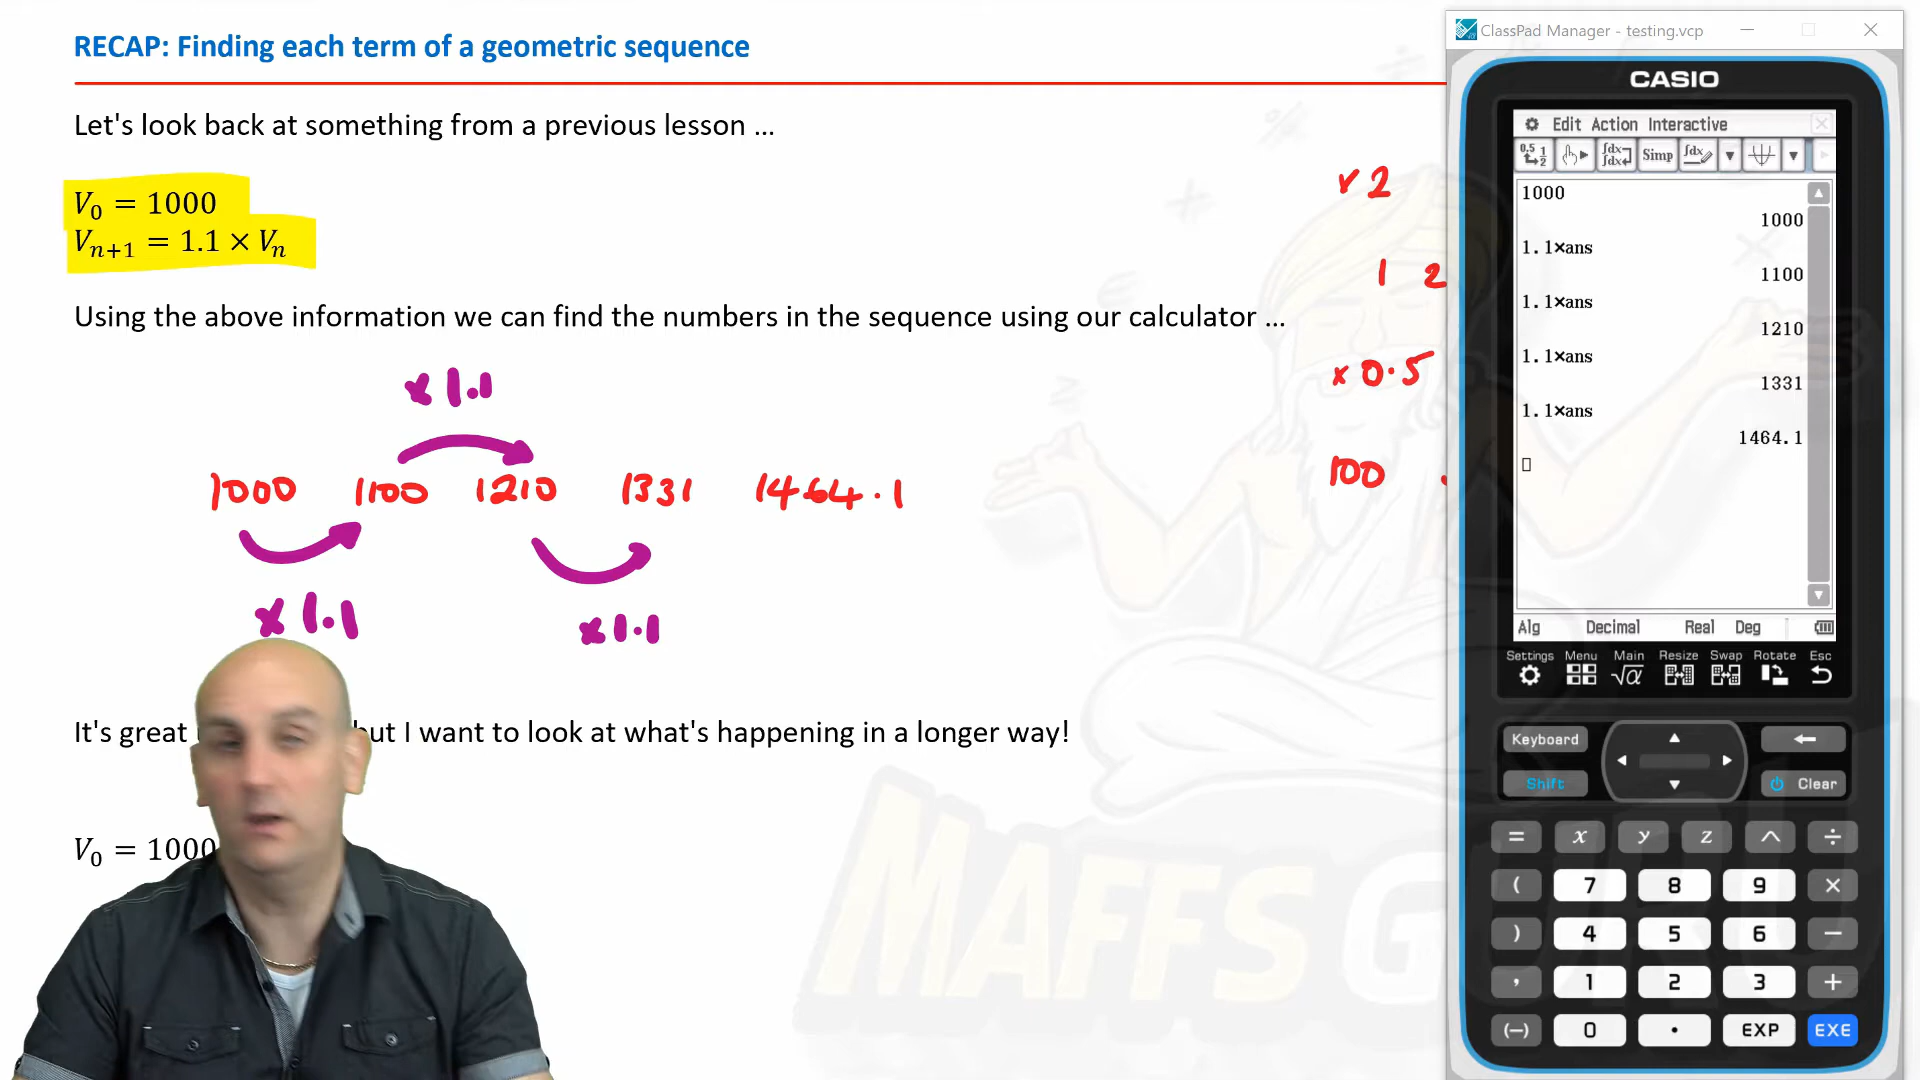 RECAP: Finding each term of a geometric sequence
Let's look back at something from a previous lesson ...
V₀ = 1000
Vₙ₊₁ = 1.1 × Vₙ
Using the above information we can find the numbers in the sequence using our calculator ...
×1.1
1000 1100 1210 1331 1464.1
×1.1 ×1.1
It's great but I want to look at what's happening in a longer way!
V₀ = 1000
×2
1 2
×0.5
100
MAFFS GURU
ClassPad Manager - testing.vcp
CASIO
Edit Action Interactive
Simp
1000
1000
1.1×ans
1100
1.1×ans
1210
1.1×ans
1331
1.1×ans
1464.1
Alg Decimal Real Deg
Settings Menu Main Resize Swap Rotate Esc
Keyboard
Shift Clear
= x y z ^ ÷
( 7 8 9 ×
) 4 5 6 −
, 1 2 3 +
(−) 0 . EXP EXE